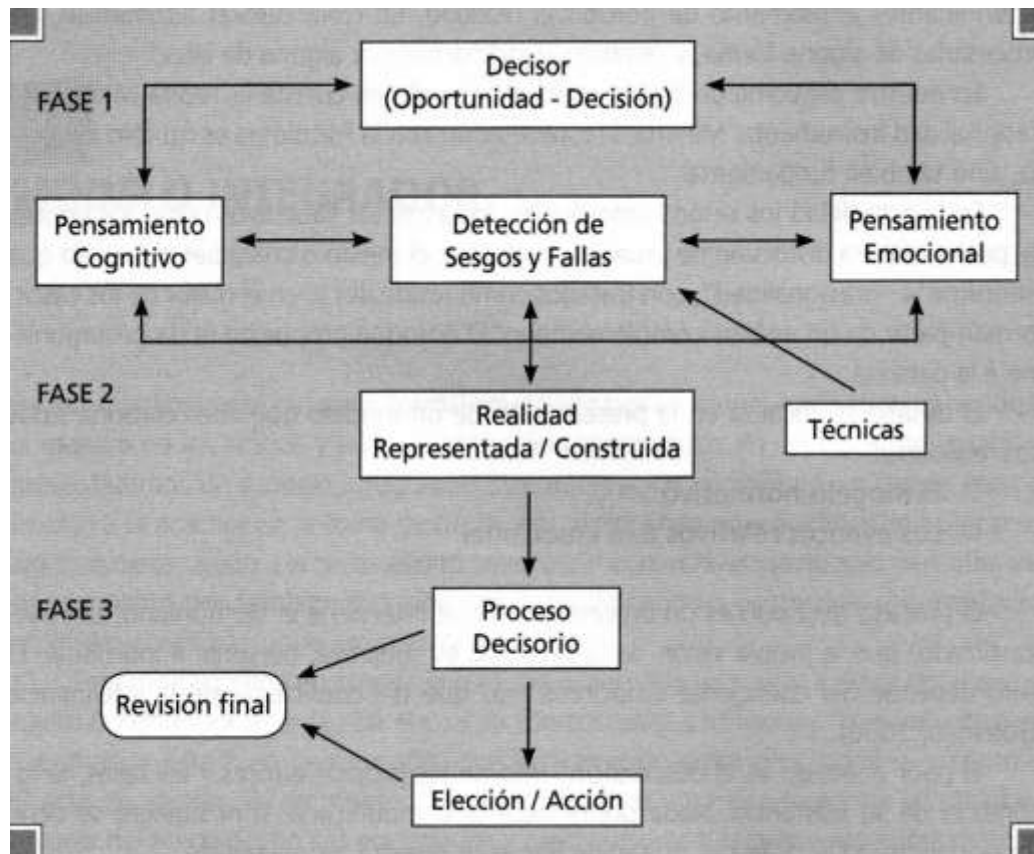 Decisor
(Oportunidad - Decisión)
FASE 1
Pensamiento
Cognitivo
Detección de
Sesgos y Fallas
Pensamiento
Emocional
FASE 2
Realidad
Representada / Construida
Técnicas
FASE 3
Proceso
Decisorio
Revisión final
Elección / Acción